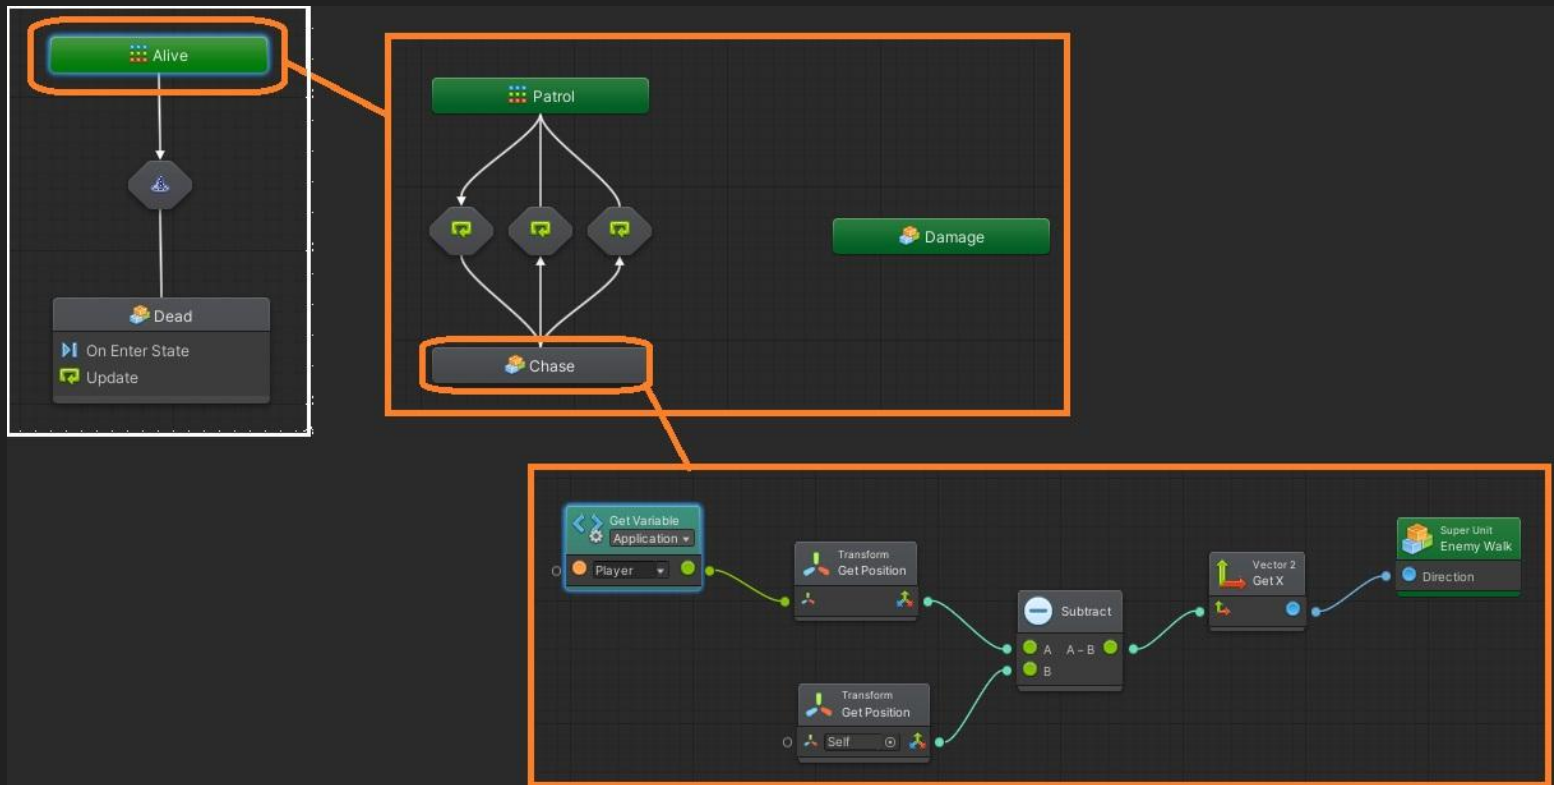 Alive
Dead
On Enter State
Update
Patrol
Damage
Chase
Get Variable
Application
Player
Transform
Get Position
Transform
Get Position
Self
Subtract
A A – B
B
Vector 2
Get X
Super Unit
Enemy Walk
Direction